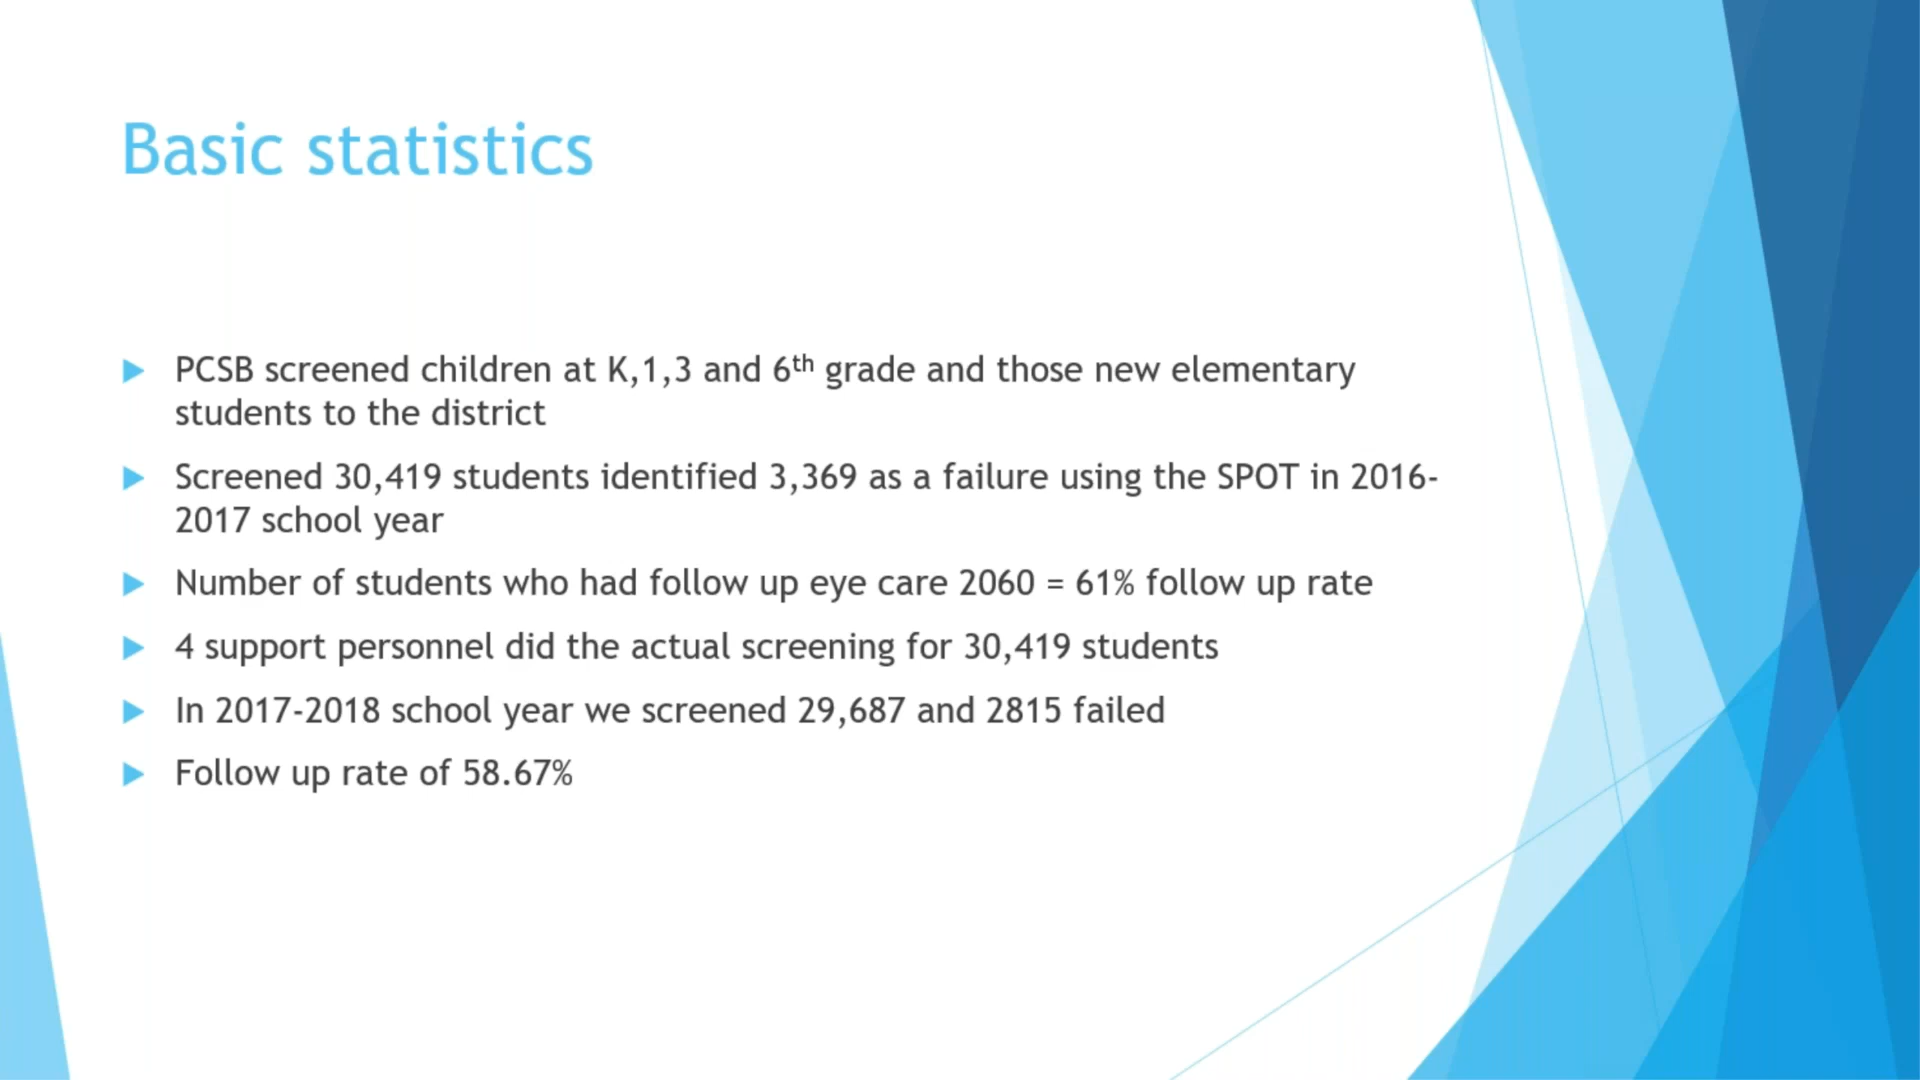 Basic statistics
PCSB screened children at K,1,3 and 6th grade and those new elementary
students to the district
Screened 30,419 students identified 3,369 as a failure using the SPOT in 2016-
2017 school year
Number of students who had follow up eye care 2060 = 61% follow up rate
4 support personnel did the actual screening for 30,419 students
In 2017-2018 school year we screened 29,687 and 2815 failed
Follow up rate of 58.67%